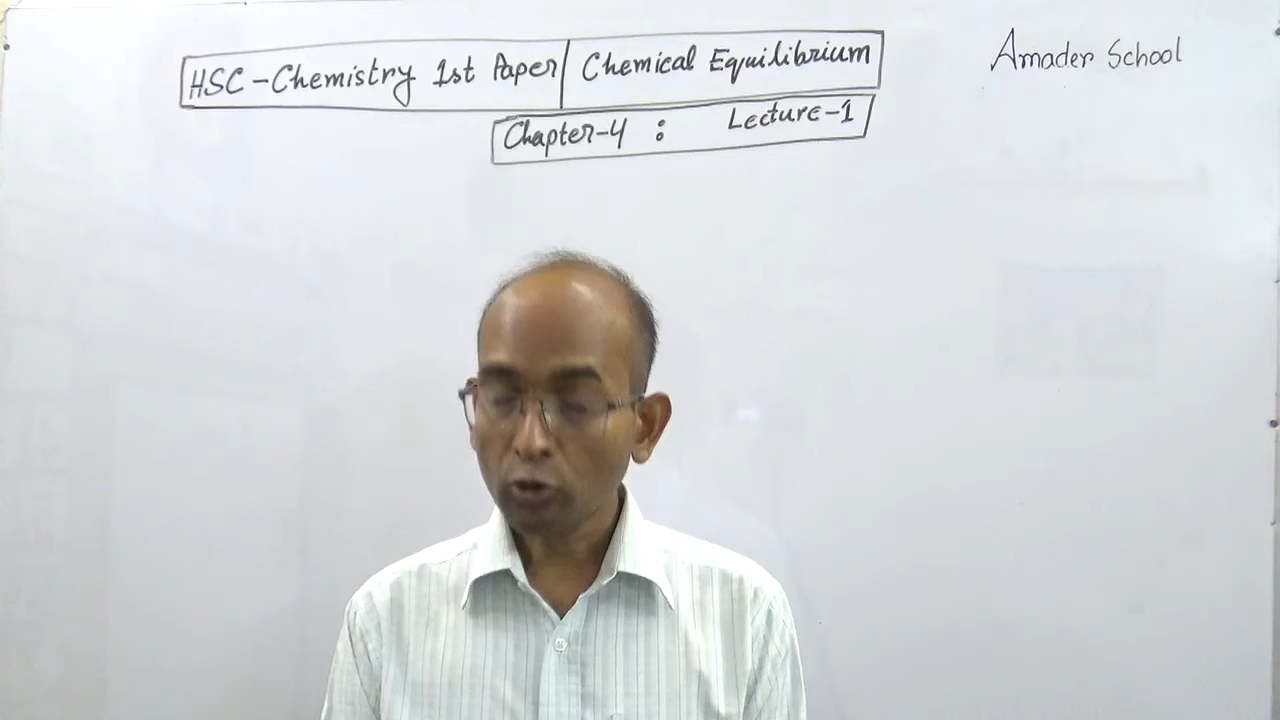 HSC-Chemistry 1st Paper | Chemical Equilibrium
Amader School
Chapter-4 : Lecture-1